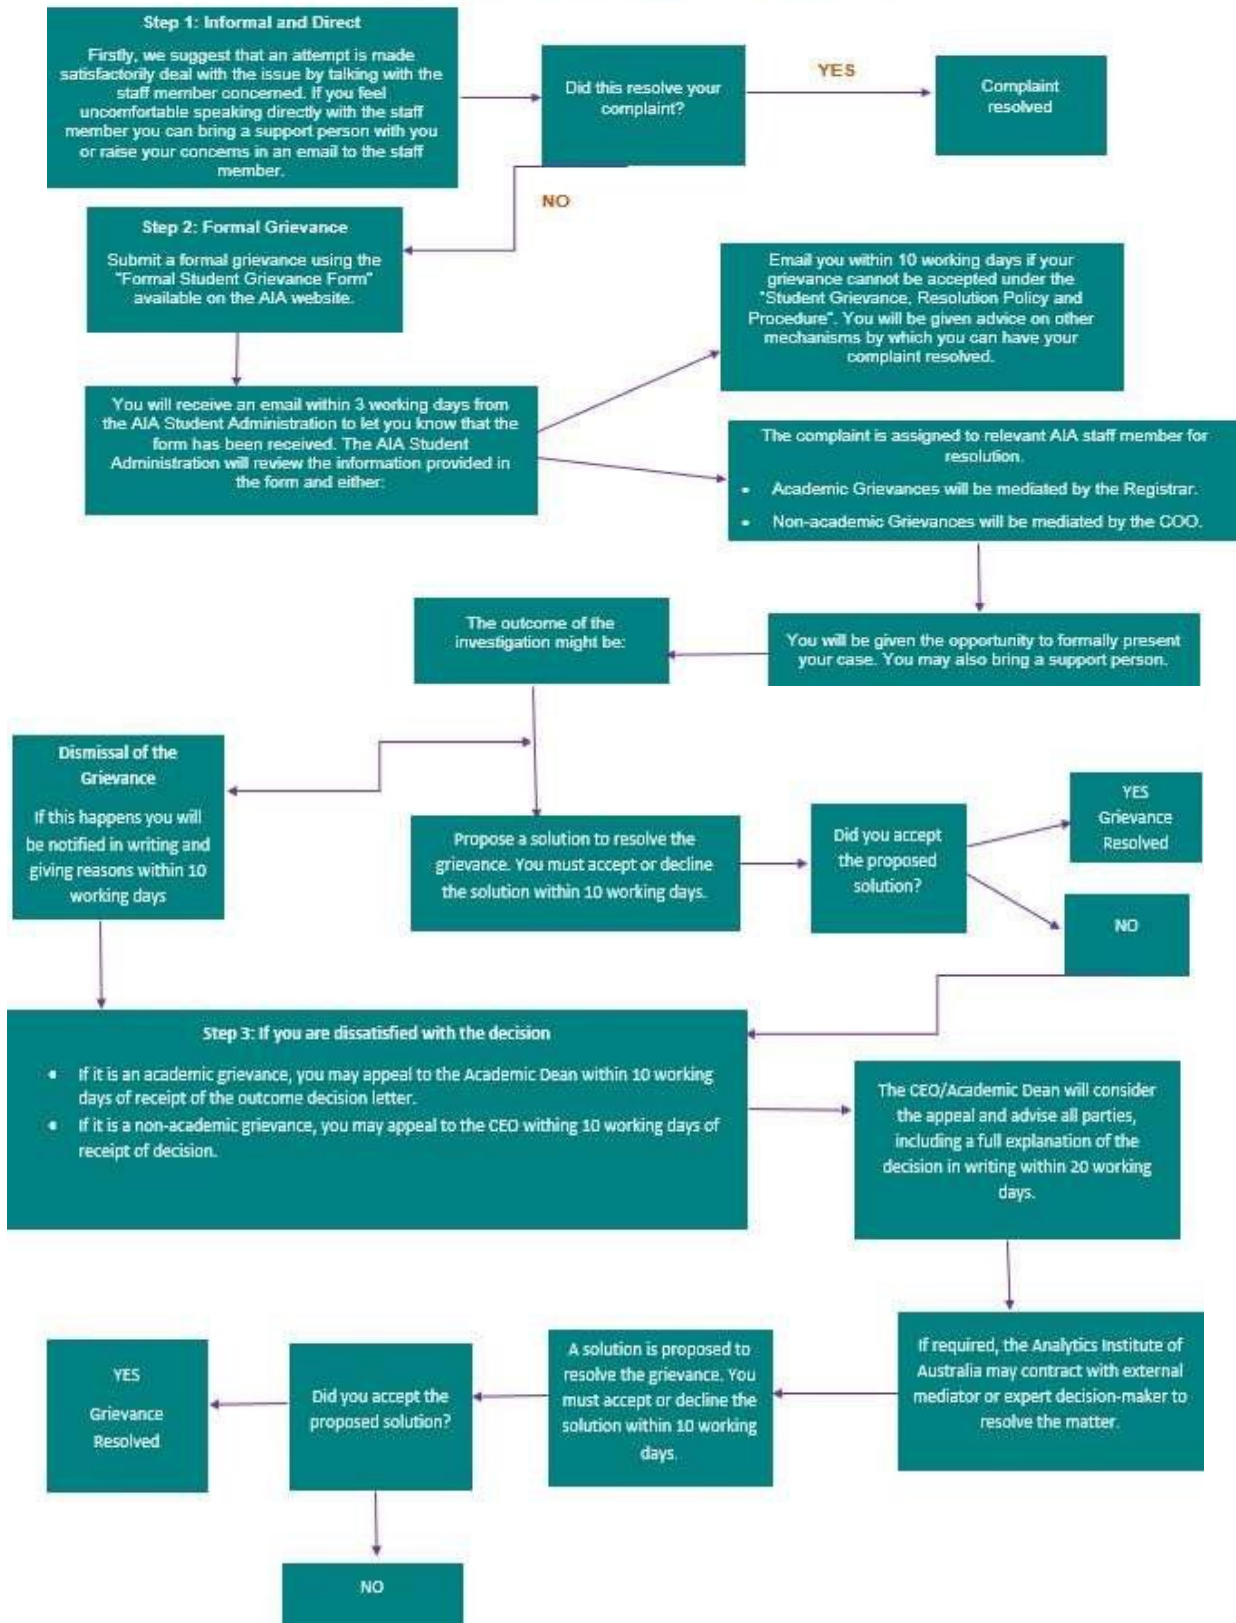 Step 1: Informal and Direct
Firstly, we suggest that an attempt is made
satisfactorily deal with the issue by talking with the
staff member concerned. If you feel
uncomfortable speaking directly with the staff
member you can bring a support person with you
or raise your concerns in an email to the staff
member.
Did this resolve your
complaint?
YES
Complaint
resolved
NO
Step 2: Formal Grievance
Submit a formal grievance using the
"Formal Student Grievance Form"
available on the AIA website.
Email you within 10 working days if your
grievance cannot be accepted under the
"Student Grievance, Resolution Policy and
Procedure". You will be given advice on other
mechanisms by which you can have your
complaint resolved.
You will receive an email within 3 working days from
the AIA Student Administration to let you know that the
form has been received. The AIA Student
Administration will review the information provided in
the form and either:
The complaint is assigned to relevant AIA staff member for
resolution.
• Academic Grievances will be mediated by the Registrar.
• Non-academic Grievances will be mediated by the COO.
The outcome of the
investigation might be:
You will be given the opportunity to formally present
your case. You may also bring a support person.
Dismissal of the
Grievance
If this happens you will
be notified in writing and
giving reasons within 10
working days
Propose a solution to resolve the
grievance. You must accept or decline
the solution within 10 working days.
Did you accept
the proposed
solution?
YES
Grievance
Resolved
NO
Step 3: If you are dissatisfied with the decision
• If it is an academic grievance, you may appeal to the Academic Dean within 10 working
days of receipt of the outcome decision letter.
• If it is a non-academic grievance, you may appeal to the CEO withing 10 working days of
receipt of decision.
The CEO/Academic Dean will consider
the appeal and advise all parties,
including a full explanation of the
decision in writing within 20 working
days.
YES
Grievance
Resolved
Did you accept the
proposed solution?
A solution is proposed to
resolve the grievance. You
must accept or decline the
solution within 10 working
days.
If required, the Analytics Institute of
Australia may contract with external
mediator or expert decision-maker to
resolve the matter.
NO